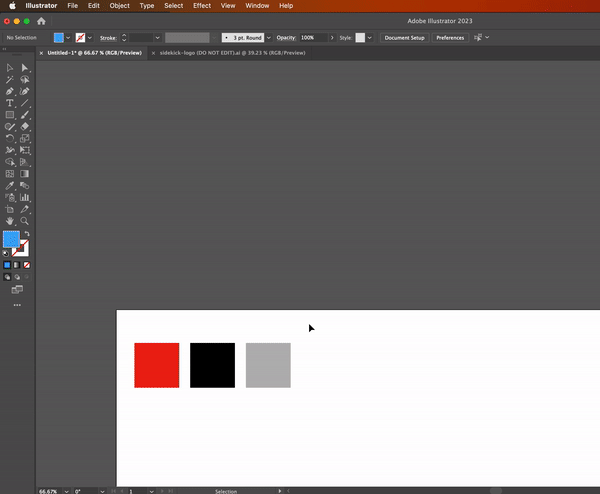 Illustrator File Edit Object Type Select Effect View Window Help
Adobe Illustrator 2023
No Selection Stroke: 3 pt. Round Opacity: 100% Style: Document Setup Preferences
× Untitled-1* @ 66.67 % (RGB/Preview) × sidekick-logo (DO NOT EDIT).ai @ 39.23 % (RGB/Preview)
66.67% 0° 1 Selection